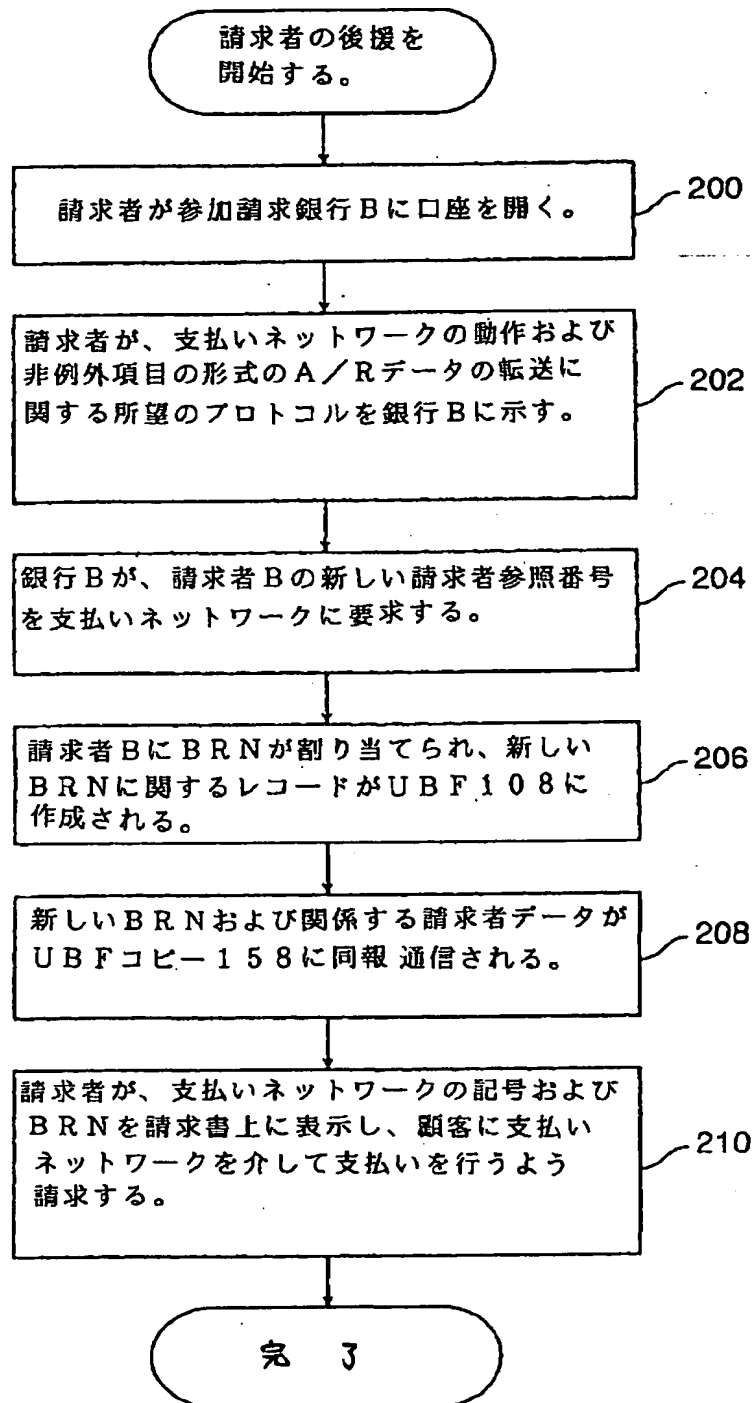 請求者の後援を
開始する。
請求者が参加請求銀行Bに口座を開く。
200
請求者が、支払いネットワークの動作および
非例外項目の形式のA/Rデータの転送に
関する所望のプロトコルを銀行Bに示す。
202
銀行Bが、請求者Bの新しい請求者参照番号
を支払いネットワークに要求する。
204
請求者BにBRNが割り当てられ、新しい
BRNに関するレコードがUBF108に
作成される。
206
新しいBRNおよび関係する請求者データが
UBFコピー158に同報通信される。
208
請求者が、支払いネットワークの記号および
BRNを請求書上に表示し、顧客に支払い
ネットワークを介して支払いを行うよう
請求する。
210
完 了